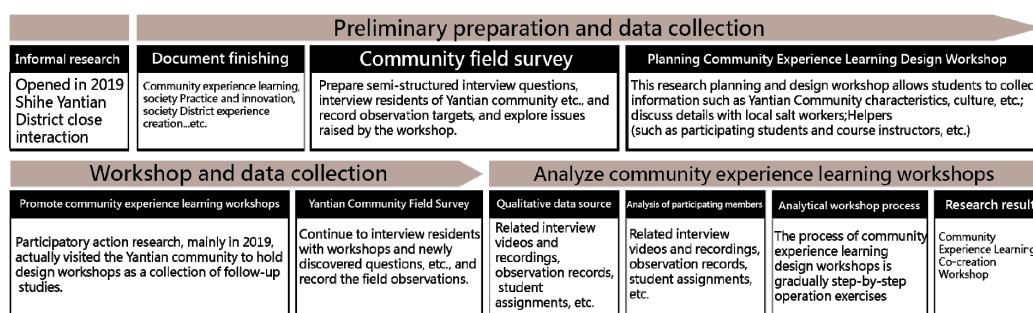 Preliminary preparation and data collection
Informal research
Opened in 2019
Shihe Yantian
District close
interaction
Document finishing
Community experience learning,
society Practice and innovation,
society District experience
creation...etc.
Community field survey
Prepare semi-structured interview questions,
interview residents of Yantian community etc., and
record observation targets, and explore issues
raised by the workshop.
Planning Community Experience Learning Design Workshop
This research planning and design workshop allows students to collec
information such as Yantian Community characteristics, culture, etc.;
discuss details with local salt workers;Helpers
(such as participating students and course instructors, etc.)
Workshop and data collection
Analyze community experience learning workshops
Promote community experience learning workshops
Participatory action research, mainly in 2019,
actually visited the Yantian community to hold
design workshops as a collection of follow-up
studies.
Yantian Community Field Survey
Continue to interview residents
with workshops and newly
discovered questions, etc., and
record the field observations.
Qualitative data source
Related interview
videos and
recordings,
observation records,
student
assignments, etc.
Analysis of participating members
Related interview
videos and recordings,
observation records,
student assignments,
etc.
Analytical workshop process
The process of community
experience learning
design workshops is
gradually step-by-step
operation exercises
Research result
Community
Experience Learning
Co-creation
Workshop